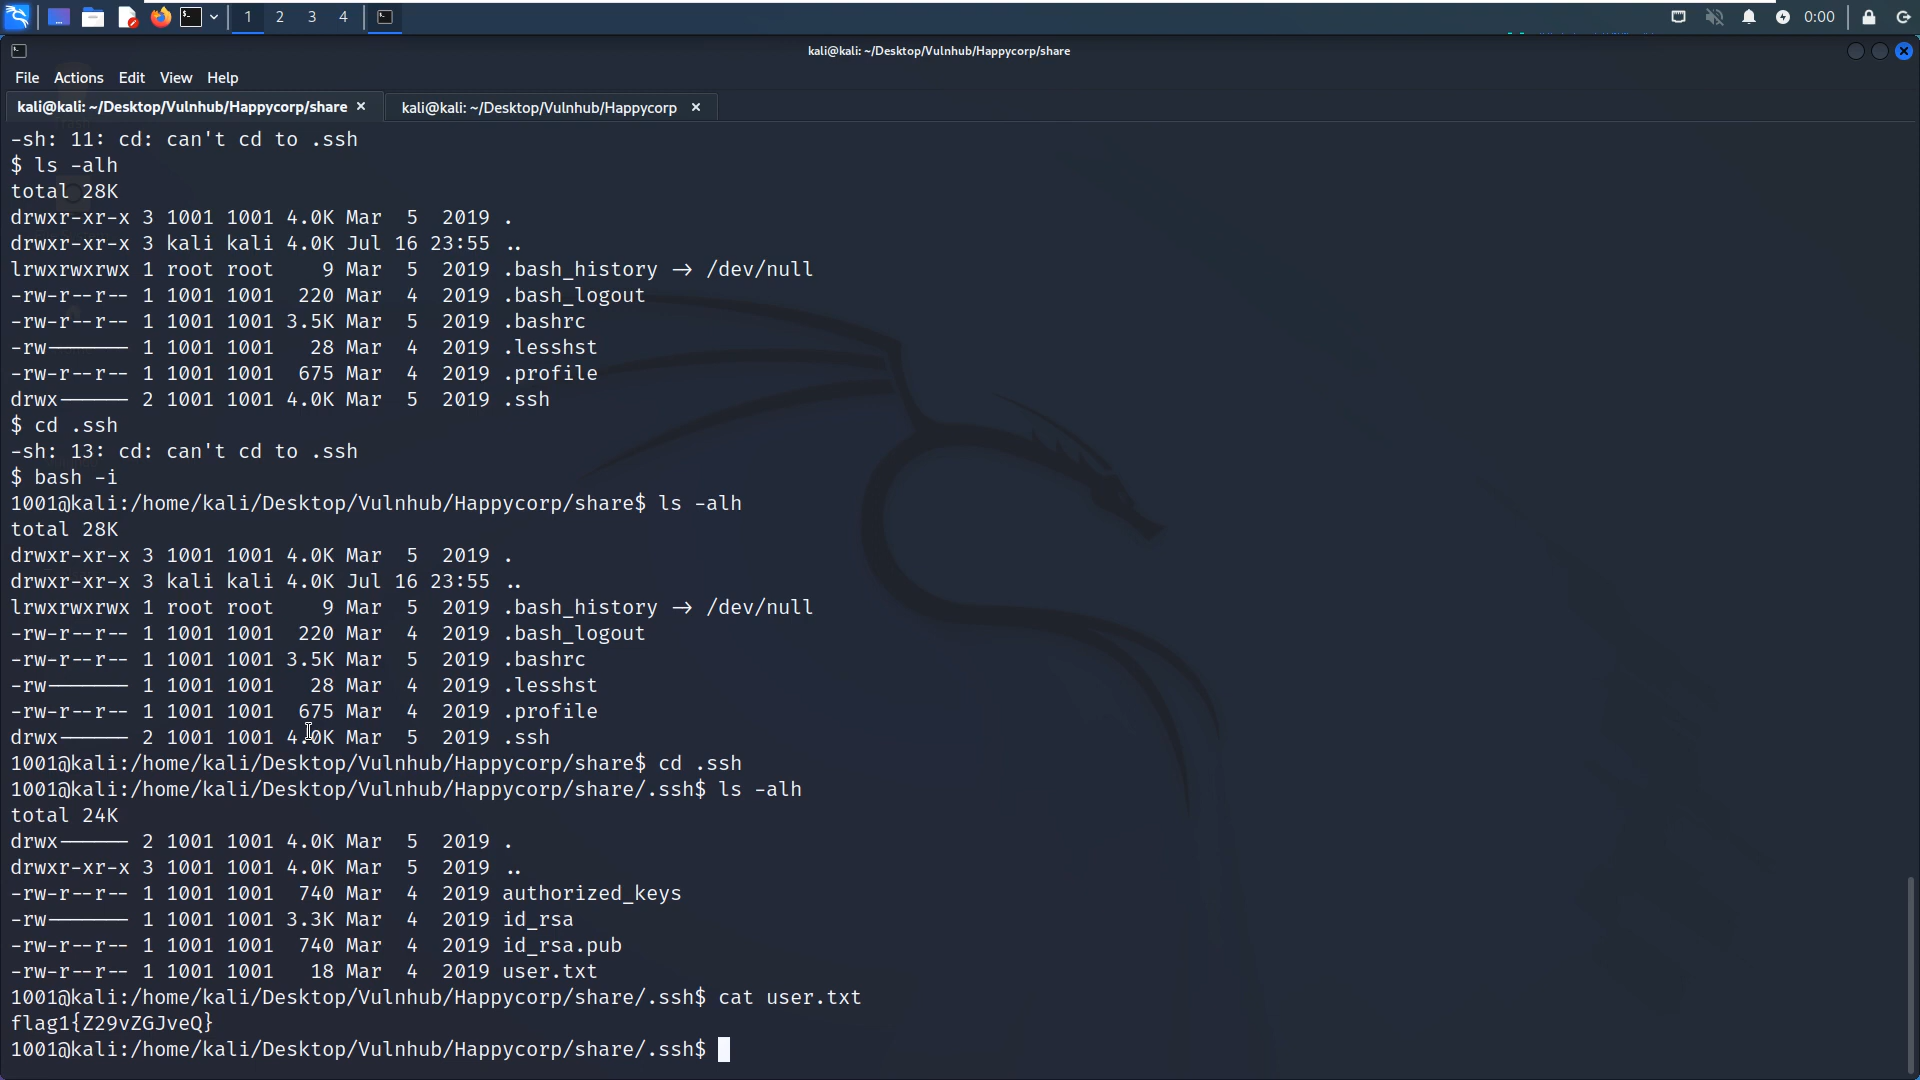 1 2 3 4 0:00
kali@kali: ~/Desktop/Vulnhub/Happycorp/share
File Actions Edit View Help
kali@kali: ~/Desktop/Vulnhub/Happycorp/share kali@kali: ~/Desktop/Vulnhub/Happycorp
-sh: 11: cd: can't cd to .ssh
$ ls -alh
total 28K
drwxr-xr-x 3 1001 1001 4.0K Mar  5  2019 .
drwxr-xr-x 3 kali kali 4.0K Jul 16 23:55 ..
lrwxrwxrwx 1 root root    9 Mar  5  2019 .bash_history -> /dev/null
-rw-r--r-- 1 1001 1001  220 Mar  4  2019 .bash_logout
-rw-r--r-- 1 1001 1001 3.5K Mar  5  2019 .bashrc
-rw------- 1 1001 1001   28 Mar  4  2019 .lesshst
-rw-r--r-- 1 1001 1001  675 Mar  4  2019 .profile
drwx------ 2 1001 1001 4.0K Mar  5  2019 .ssh
$ cd .ssh
-sh: 13: cd: can't cd to .ssh
$ bash -i
1001@kali:/home/kali/Desktop/Vulnhub/Happycorp/share$ ls -alh
total 28K
drwxr-xr-x 3 1001 1001 4.0K Mar  5  2019 .
drwxr-xr-x 3 kali kali 4.0K Jul 16 23:55 ..
lrwxrwxrwx 1 root root    9 Mar  5  2019 .bash_history -> /dev/null
-rw-r--r-- 1 1001 1001  220 Mar  4  2019 .bash_logout
-rw-r--r-- 1 1001 1001 3.5K Mar  5  2019 .bashrc
-rw------- 1 1001 1001   28 Mar  4  2019 .lesshst
-rw-r--r-- 1 1001 1001  675 Mar  4  2019 .profile
drwx------ 2 1001 1001 4.0K Mar  5  2019 .ssh
1001@kali:/home/kali/Desktop/Vulnhub/Happycorp/share$ cd .ssh
1001@kali:/home/kali/Desktop/Vulnhub/Happycorp/share/.ssh$ ls -alh
total 24K
drwx------ 2 1001 1001 4.0K Mar  5  2019 .
drwxr-xr-x 3 1001 1001 4.0K Mar  5  2019 ..
-rw-r--r-- 1 1001 1001  740 Mar  4  2019 authorized_keys
-rw------- 1 1001 1001 3.3K Mar  4  2019 id_rsa
-rw-r--r-- 1 1001 1001  740 Mar  4  2019 id_rsa.pub
-rw-r--r-- 1 1001 1001   18 Mar  4  2019 user.txt
1001@kali:/home/kali/Desktop/Vulnhub/Happycorp/share/.ssh$ cat user.txt
flag1{Z29vZGJveQ}
1001@kali:/home/kali/Desktop/Vulnhub/Happycorp/share/.ssh$